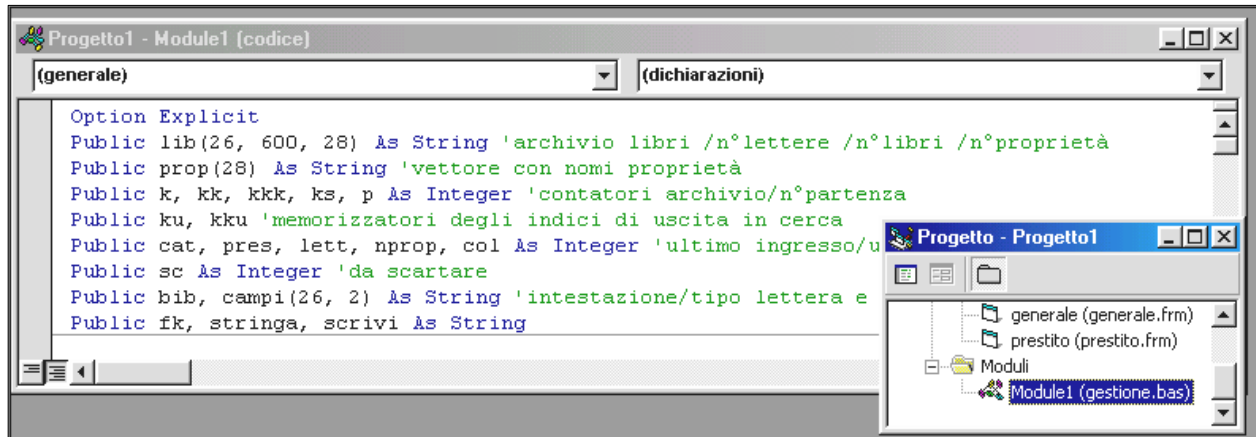 Progetto1 - Module1 (codice)
(generale)
(dichiarazioni)
Option Explicit
Public lib(26, 600, 28) As String 'archivio libri /n°lettere /n°libri /n°proprietà
Public prop(28) As String 'vettore con nomi proprietà
Public k, kk, kkk, ks, p As Integer 'contatori archivio/n°partenza
Public ku, kku 'memorizzatori degli indici di uscita in cerca
Public cat, pres, lett, nprop, col As Integer 'ultimo ingresso/u
Public sc As Integer 'da scartare
Public bib, campi(26, 2) As String 'intestazione/tipo lettera e
Public fk, stringa, scrivi As String
Progetto - Progetto1
generale (generale.frm)
prestito (prestito.frm)
Moduli
Module1 (gestione.bas)